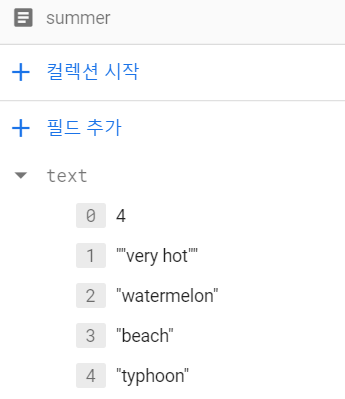 summer
+ 컬렉션 시작
+ 필드 추가
text
0 4
1 ""very hot""
2 "watermelon"
3 "beach"
4 "typhoon"